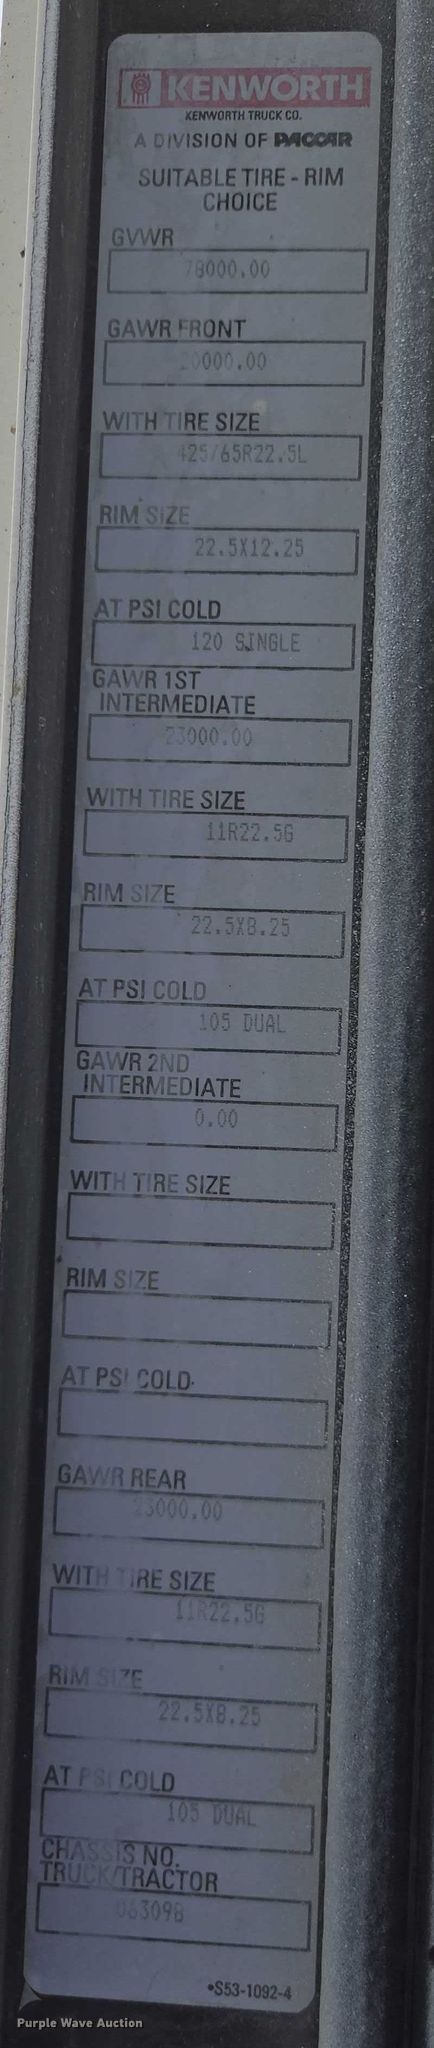 KENWORTH
KENWORTH TRUCK CO.
A DIVISION OF PACCAR
SUITABLE TIRE - RIM
CHOICE
GVWR
78000.00
GAWR FRONT
20000.00
WITH TIRE SIZE
425/65R22.5L
RIM SIZE
22.5X12.25
AT PSI COLD
120 SINGLE
GAWR 1ST
INTERMEDIATE
23000.00
WITH TIRE SIZE
11R22.5G
RIM SIZE
22.5X8.25
AT PSI COLD
105 DUAL
GAWR 2ND
INTERMEDIATE
0.00
WITH TIRE SIZE
RIM SIZE
AT PSI COLD
GAWR REAR
23000.00
WITH TIRE SIZE
11R22.5G
RIM SIZE
22.5X8.25
AT PSI COLD
105 DUAL
CHASSIS NO.
TRUCK/TRACTOR
063098
•S53-1092-4
Purple Wave Auction